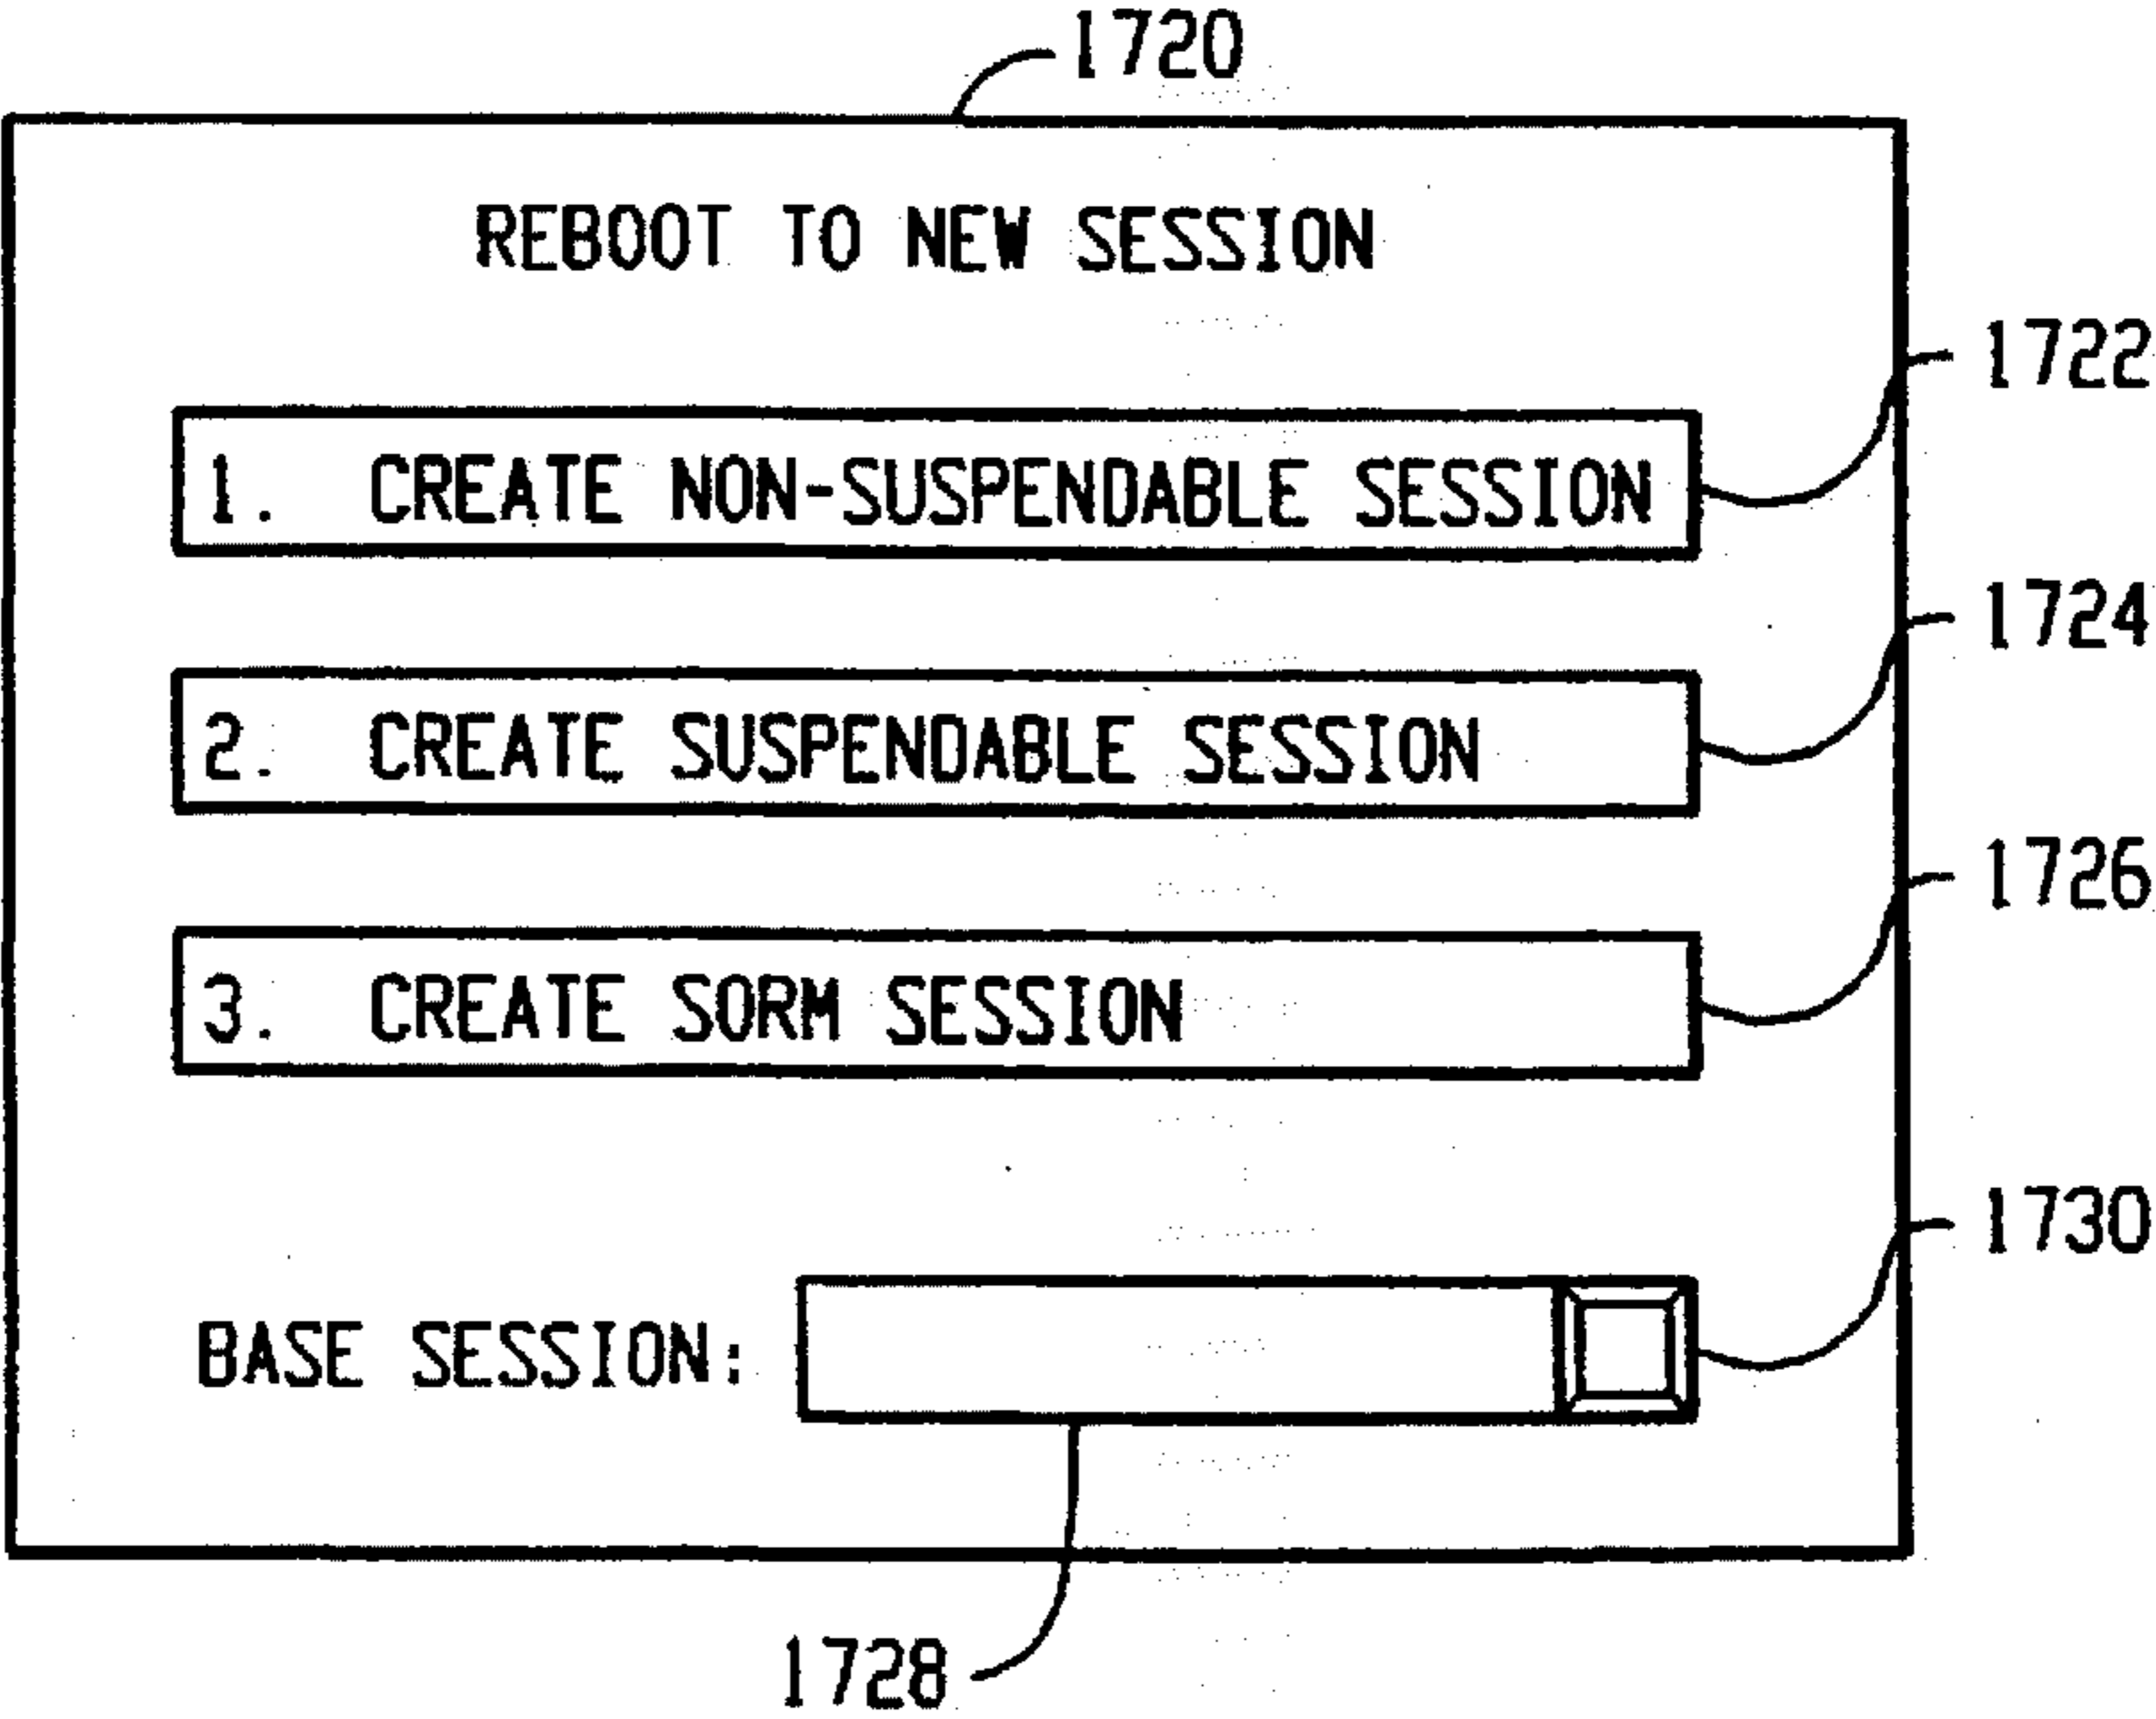 1720
REBOOT TO NEW SESSION
1722
1. CREATE NON-SUSPENDABLE SESSION
1724
2. CREATE SUSPENDABLE SESSION
1726
3. CREATE SORM SESSION
1730
BASE SESSION:
1728